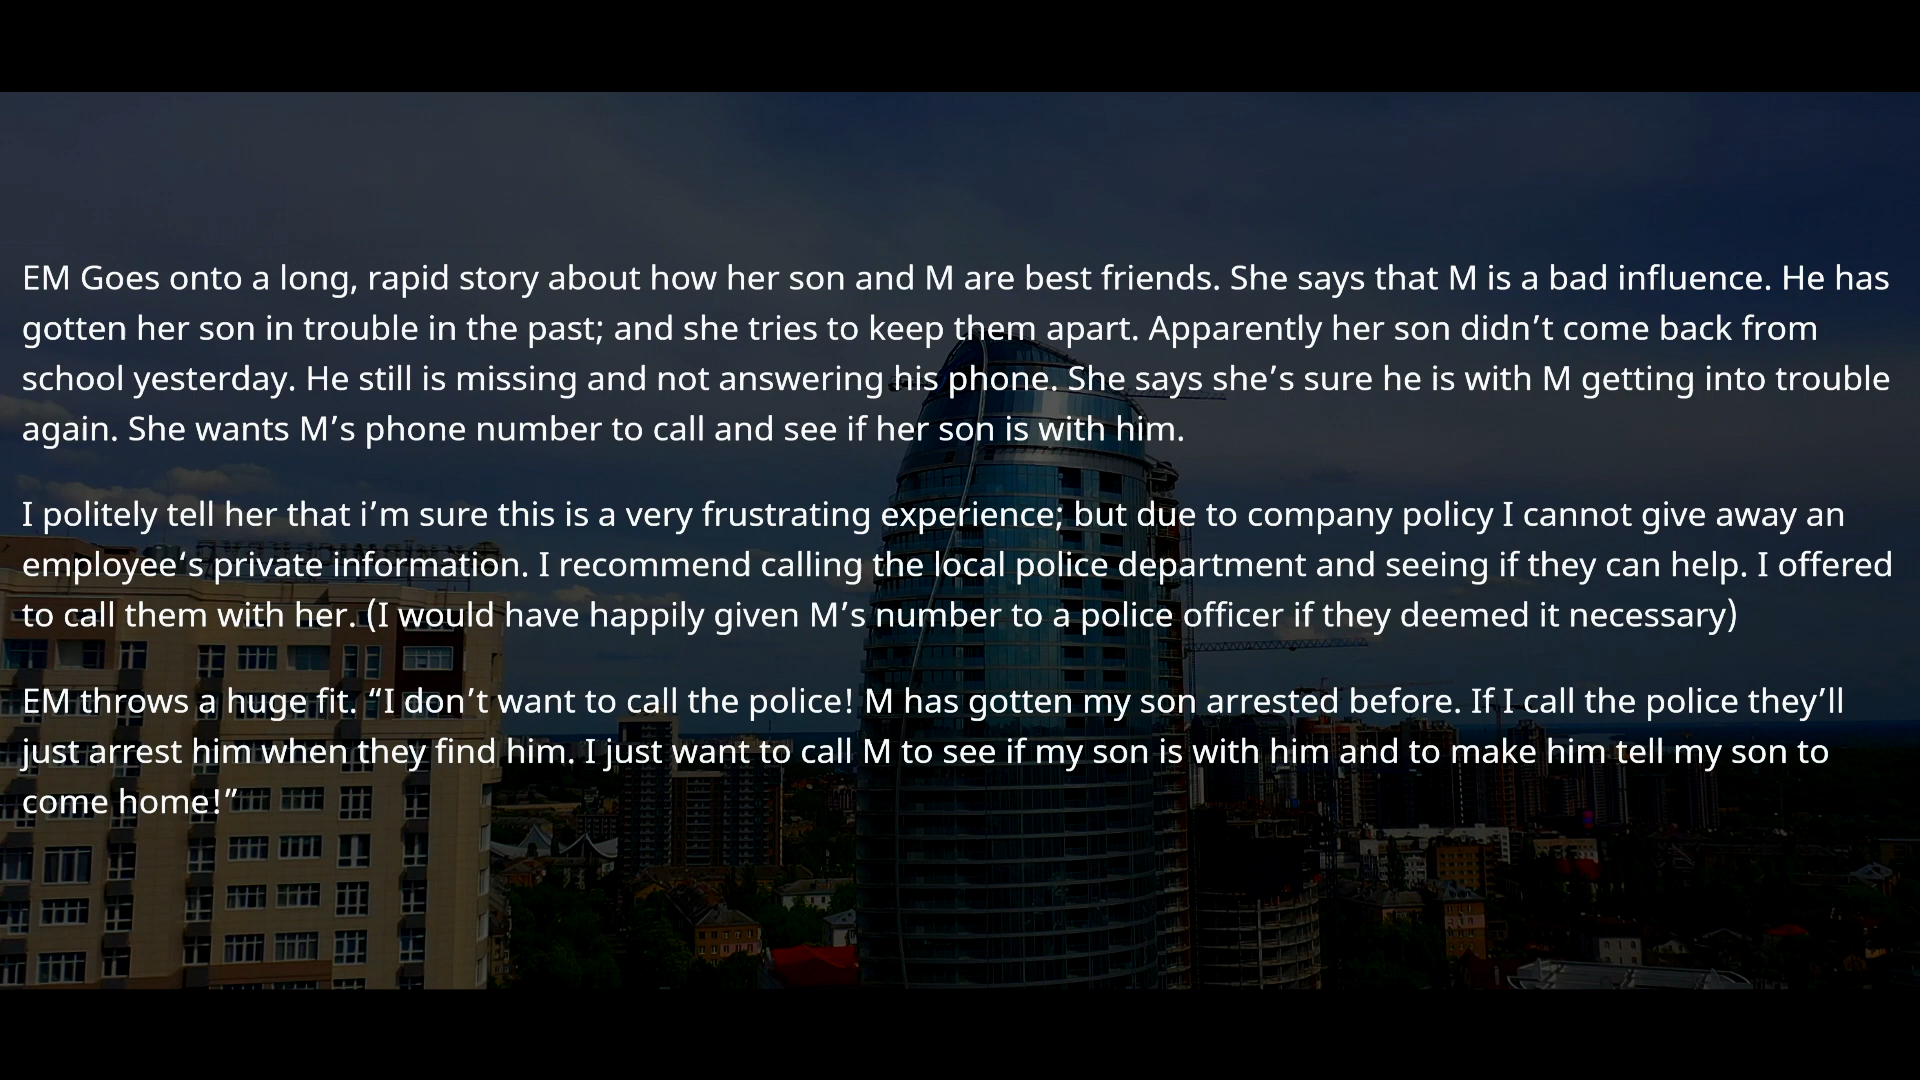 EM Goes onto a long, rapid story about how her son and M are best friends. She says that M is a bad influence. He has
gotten her son in trouble in the past; and she tries to keep them apart. Apparently her son didn’t come back from
school yesterday. He still is missing and not answering his phone. She says she’s sure he is with M getting into trouble
again. She wants M’s phone number to call and see if her son is with him.
I politely tell her that i’m sure this is a very frustrating experience; but due to company policy I cannot give away an
employee‘s private information. I recommend calling the local police department and seeing if they can help. I offered
to call them with her. (I would have happily given M’s number to a police officer if they deemed it necessary)
EM throws a huge fit. “I don’t want to call the police! M has gotten my son arrested before. If I call the police they’ll
just arrest him when they find him. I just want to call M to see if my son is with him and to make him tell my son to
come home!”